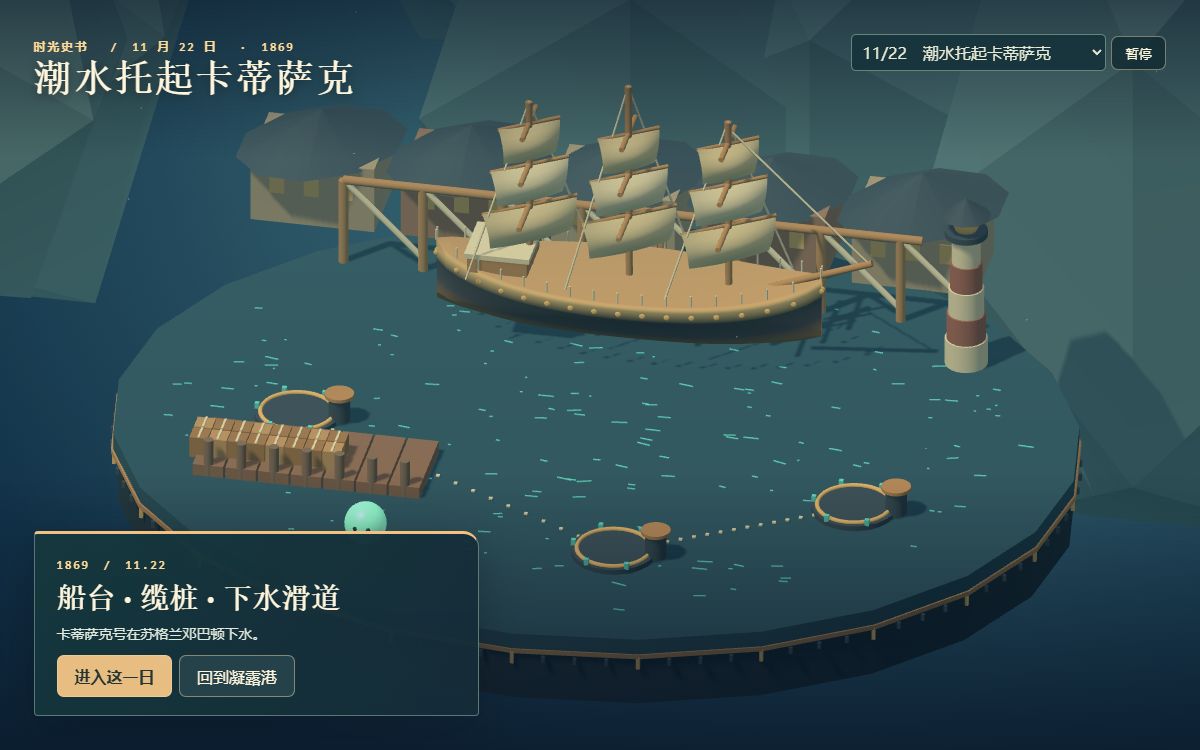 时光史书 / 11 月 22 日 · 1869
潮水托起卡蒂萨克
11/22 潮水托起卡蒂萨克
暂停
1869 / 11.22
船台·缆桩·下水滑道
卡蒂萨克号在苏格兰邓巴顿下水。
进入这一日
回到凝露港